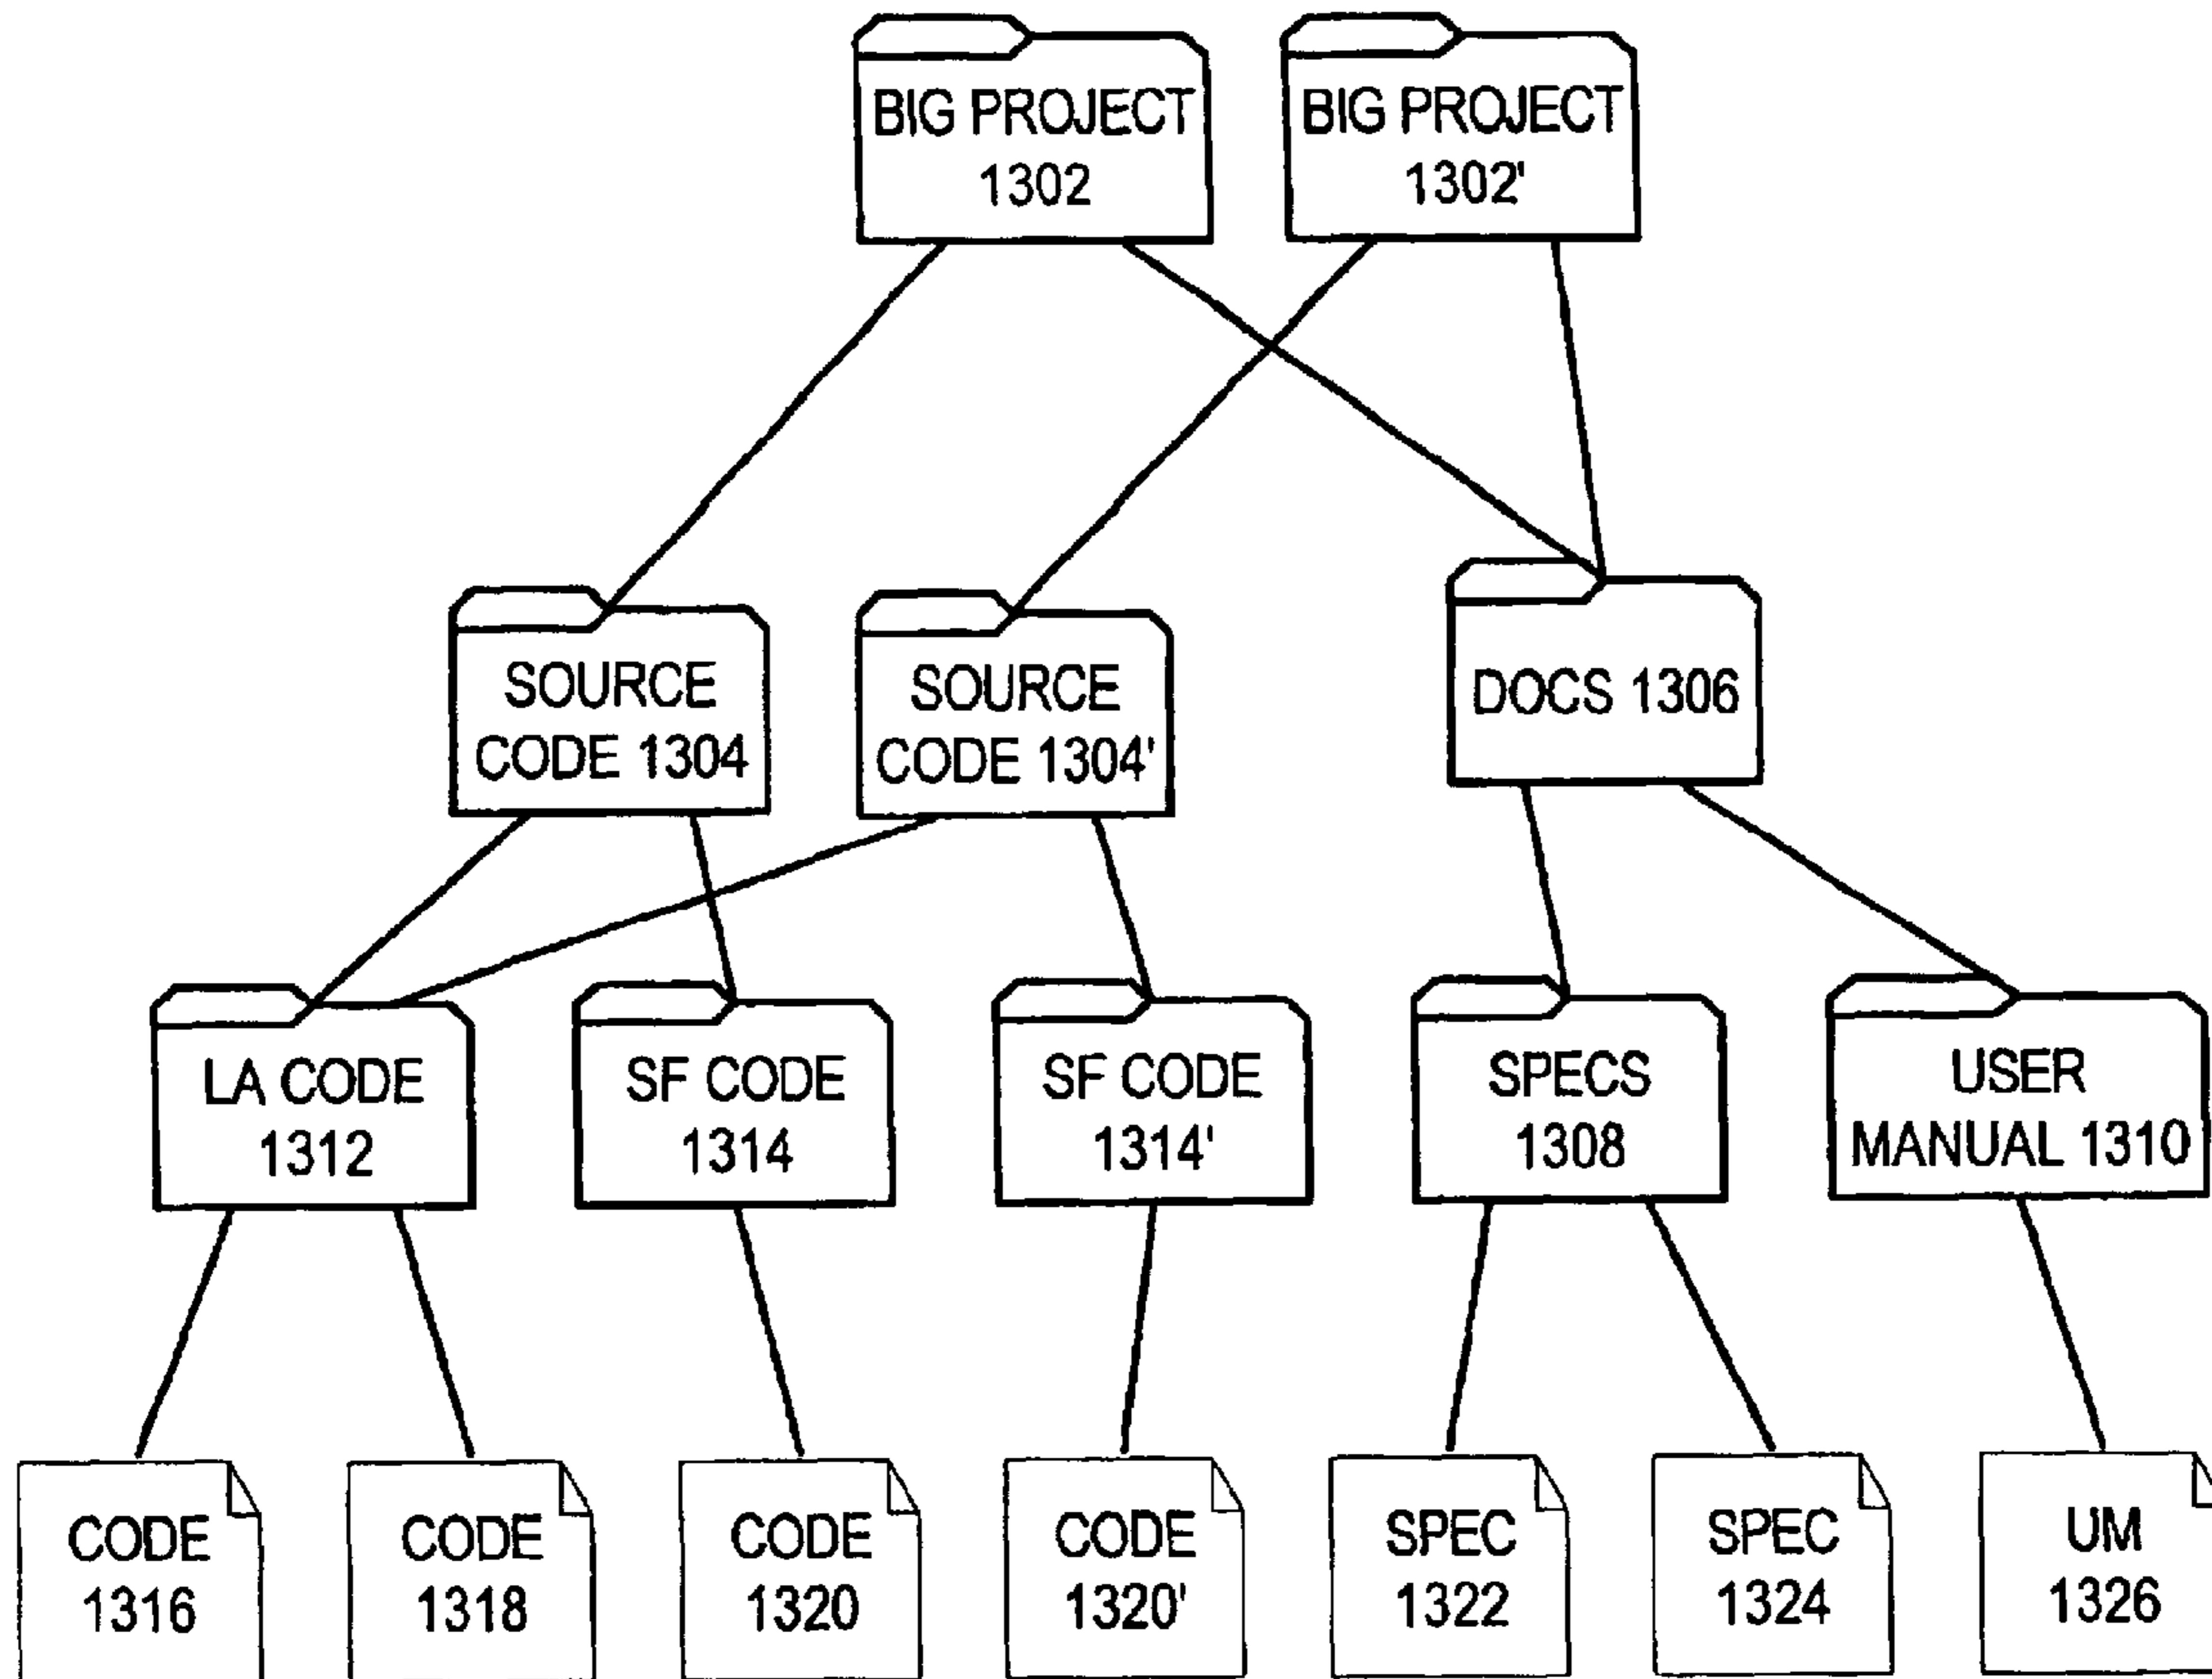 BIG PROJECT
1302
BIG PROJECT
1302'
SOURCE
CODE 1304
SOURCE
CODE 1304'
DOCS 1306
LA CODE
1312
SF CODE
1314
SF CODE
1314'
SPECS
1308
USER
MANUAL 1310
CODE
1316
CODE
1318
CODE
1320
CODE
1320'
SPEC
1322
SPEC
1324
UM
1326